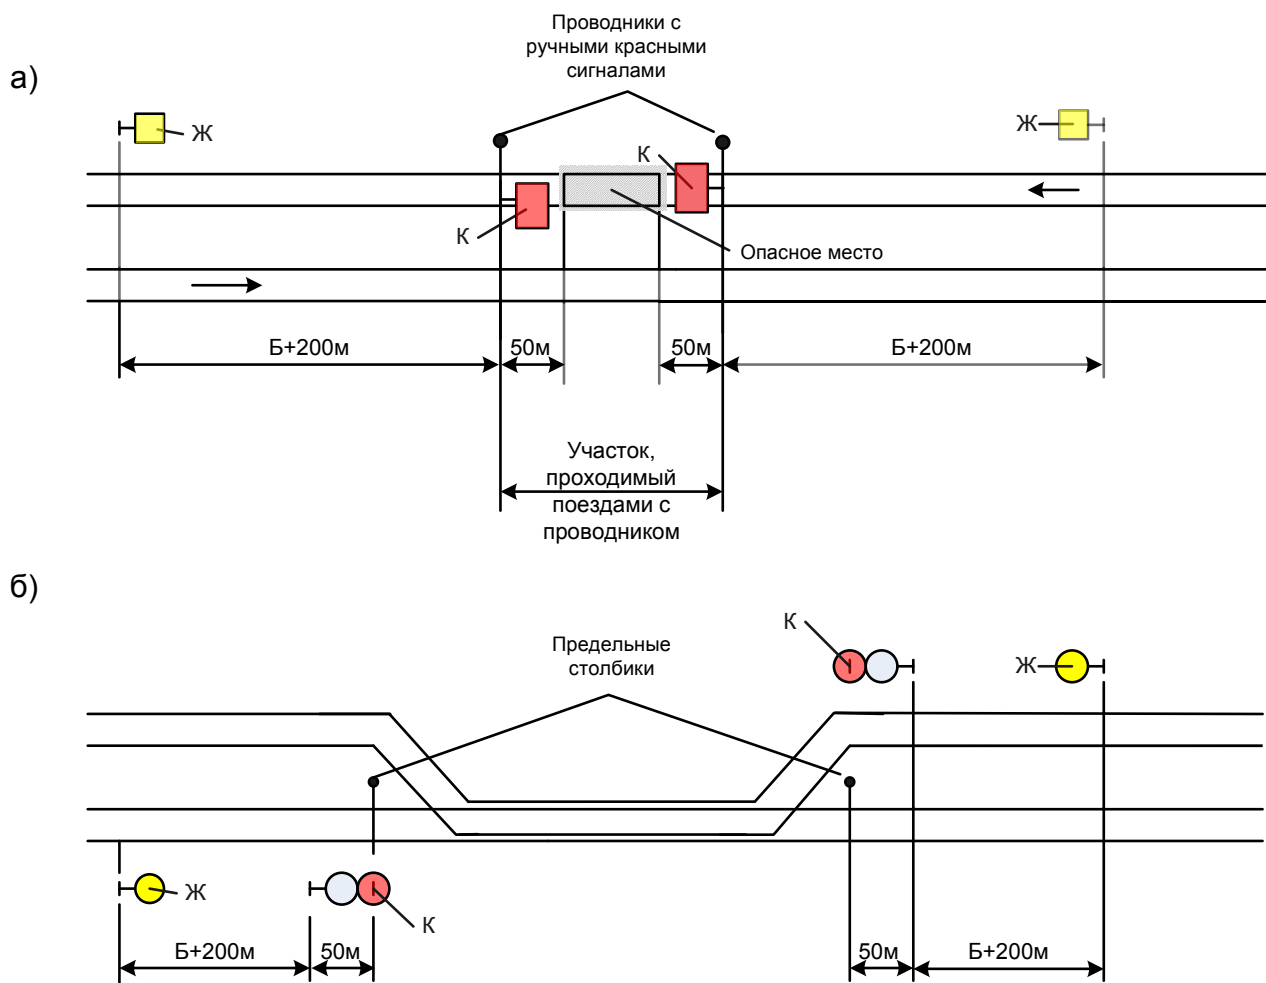 Проводники с
ручными красными
сигналами
а)
Ж
Ж
К
К
Опасное место
Б+200м
50м
50м
Б+200м
Участок,
проходимый
поездами с
проводником
б)
К
Предельные
столбики
Ж
Ж
К
Б+200м
50м
50м
Б+200м